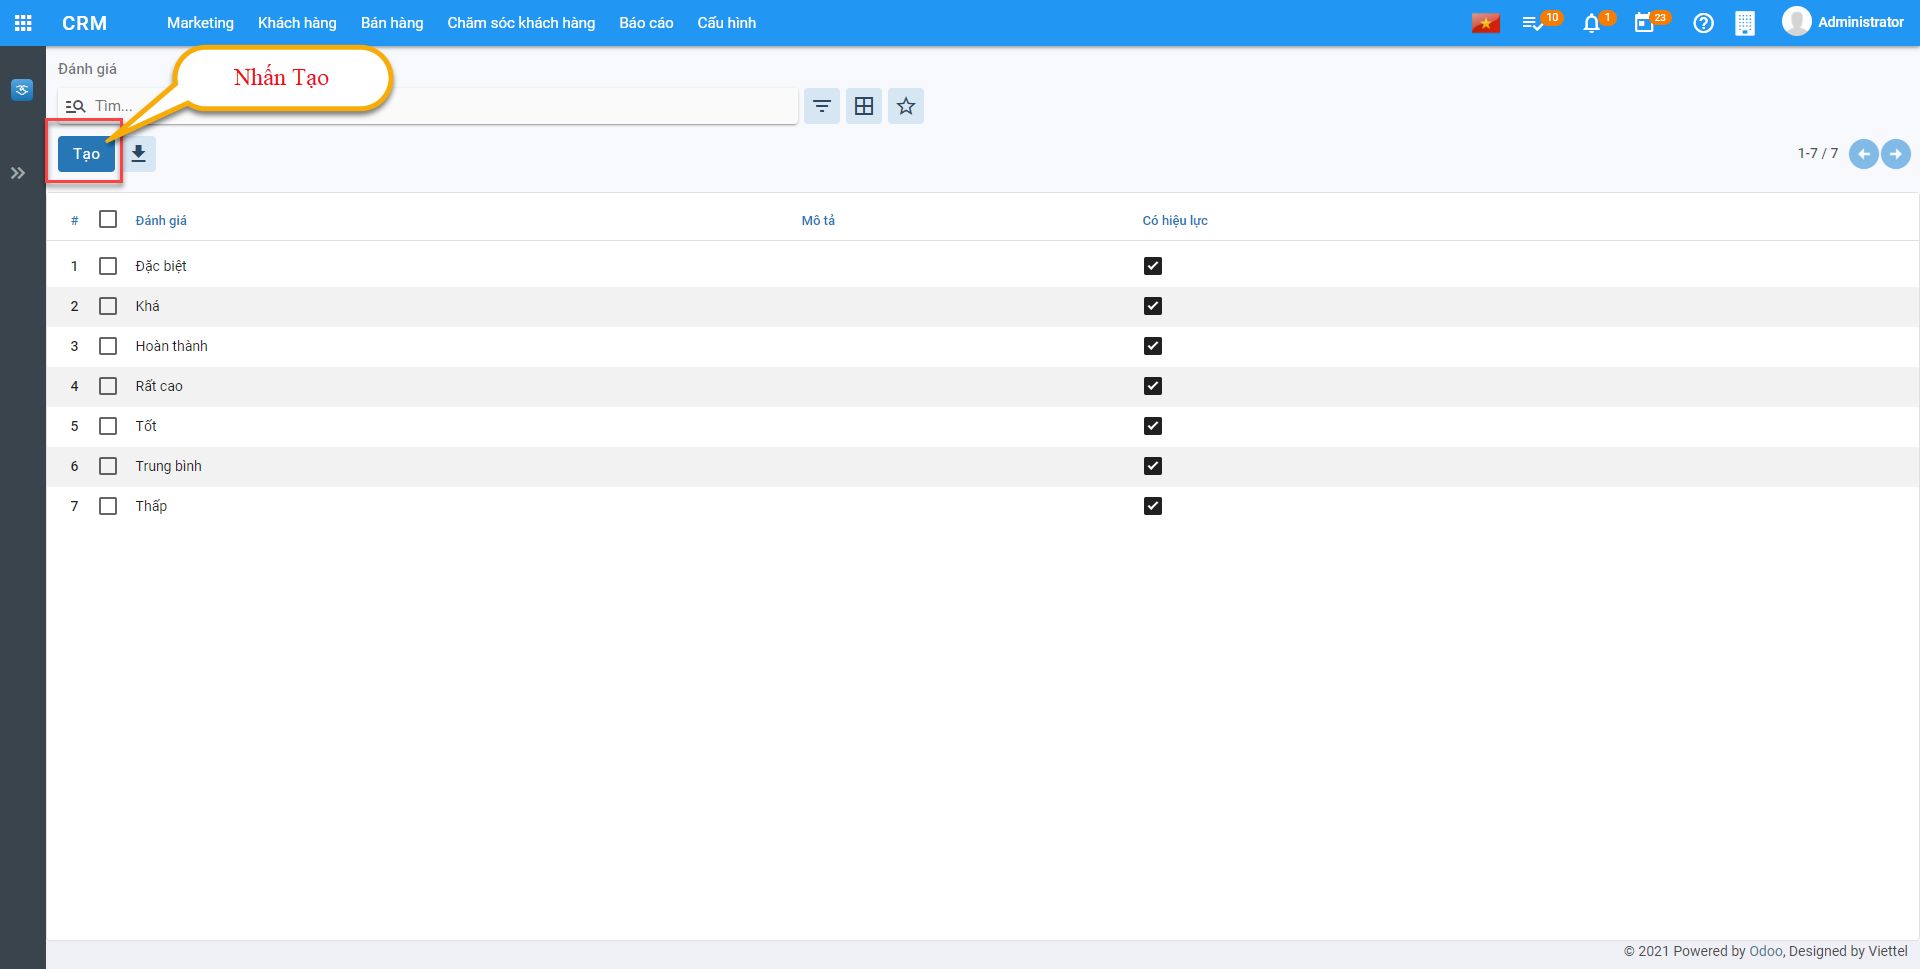 CRM Marketing Khách hàng Bán hàng Chăm sóc khách hàng Báo cáo Cấu hình 10 1 23 Administrator
Đánh giá
Nhấn Tạo
Tìm...
Tạo
1-7 / 7
# Đánh giá Mô tả Có hiệu lực
1 Đặc biệt
2 Khá
3 Hoàn thành
4 Rất cao
5 Tốt
6 Trung bình
7 Thấp
© 2021 Powered by Odoo, Designed by Viettel